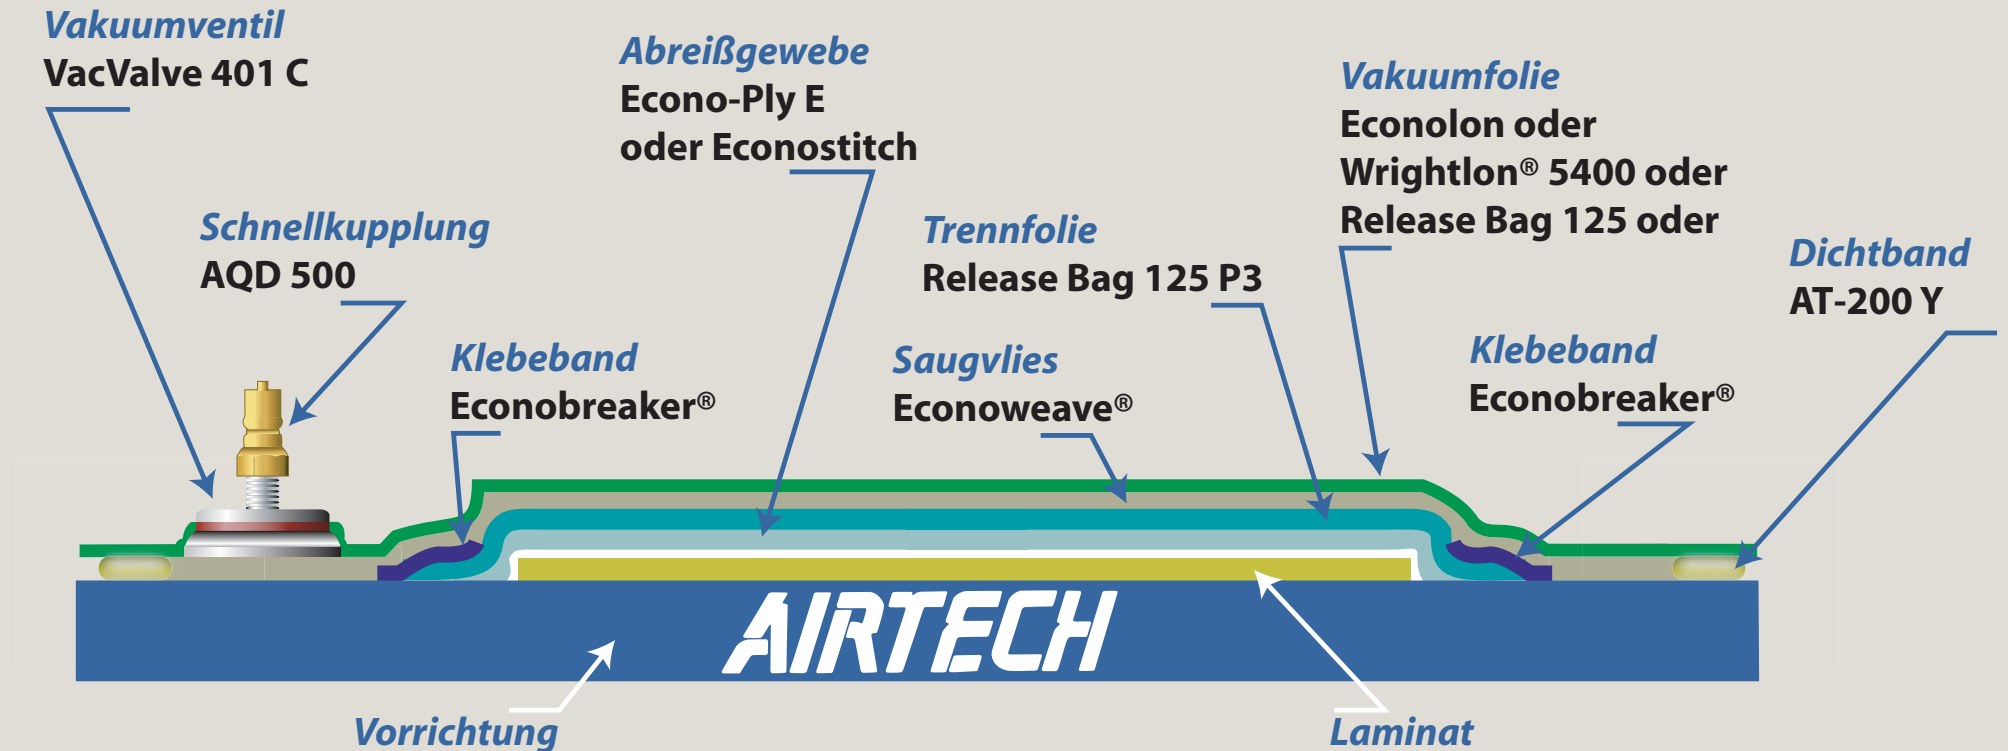 Vakuumventil
VacValve 401 C
Abreißgewebe
Econo-Ply E
oder Econostitch
Vakuumfolie
Econolon oder
Wrightlon® 5400 oder
Release Bag 125 oder
Schnellkupplung
AQD 500
Trennfolie
Release Bag 125 P3
Dichtband
AT-200 Y
Klebeband
Econobreaker®
Saugvlies
Econoweave®
Klebeband
Econobreaker®
AIRTECH
Vorrichtung
Laminat